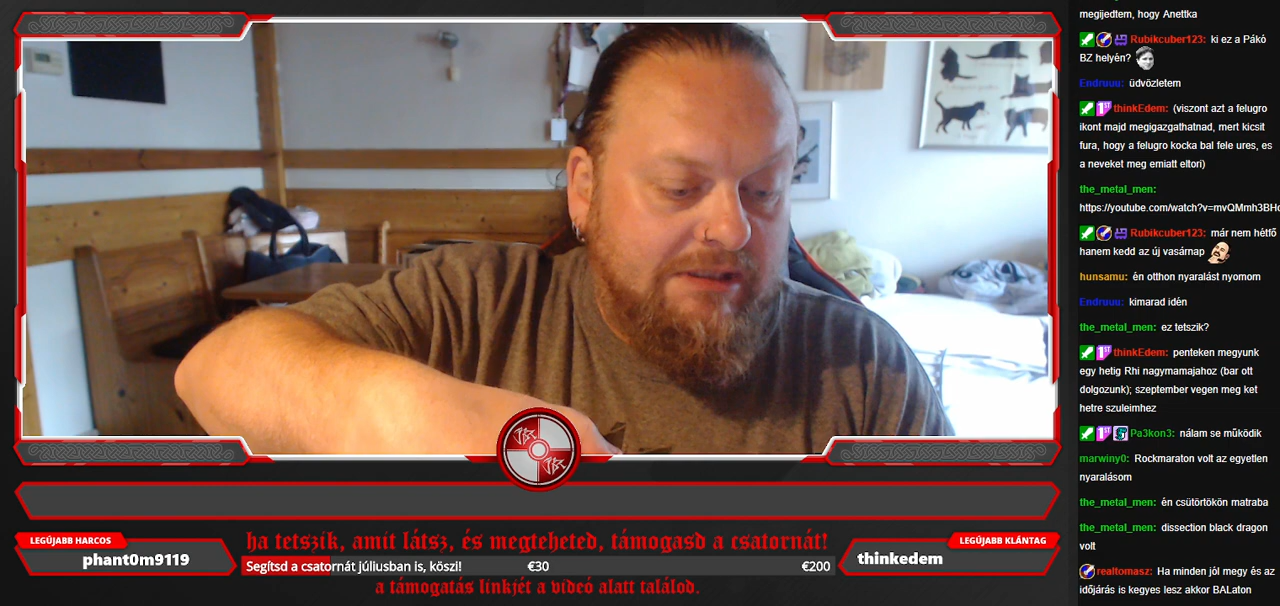 megijedtem, hogy Anettka
Rubikcuber123: ki ez a Pákó
BZ helyén?
Endruuu: üdvözletem
thinkEdem: (viszont azt a felugro
ikont majd megigazgathatnad, mert kicsit
fura, hogy a felugro kocka bal fele ures, es
a neveket meg emiatt eltori)
the_metal_men:
https://youtube.com/watch?v=mvQMmh3BHc
Rubikcuber123: már nem hétfő
hanem kedd az új vasárnap
hunsamu: én otthon nyaralást nyomom
Endruuu: kimarad idén
the_metal_men: ez tetszik?
thinkEdem: penteken megyunk
egy hetig Rhi nagymamajahoz (bar ott
dolgozunk); szeptember vegen meg ket
hetre szuleimhez
Pa3kon3: nálam se működik
marwiny0: Rockmaraton volt az egyetlen
nyaralásom
the_metal_men: én csütörtökön matraba
the_metal_men: dissection black dragon
volt
realtomasz: Ha minden jól megy és az
időjárás is kegyes lesz akkor BALaton
LEGÚJABB HARCOS
phant0m9119
ha tetszik, amit látsz, és megteheted, támogasd a csatornát!
Segítsd a csatornát júliusban is, köszi! €30 €200
a támogatás linkjét a videó alatt találod.
LEGÚJABB KLÁNTAG
thinkedem